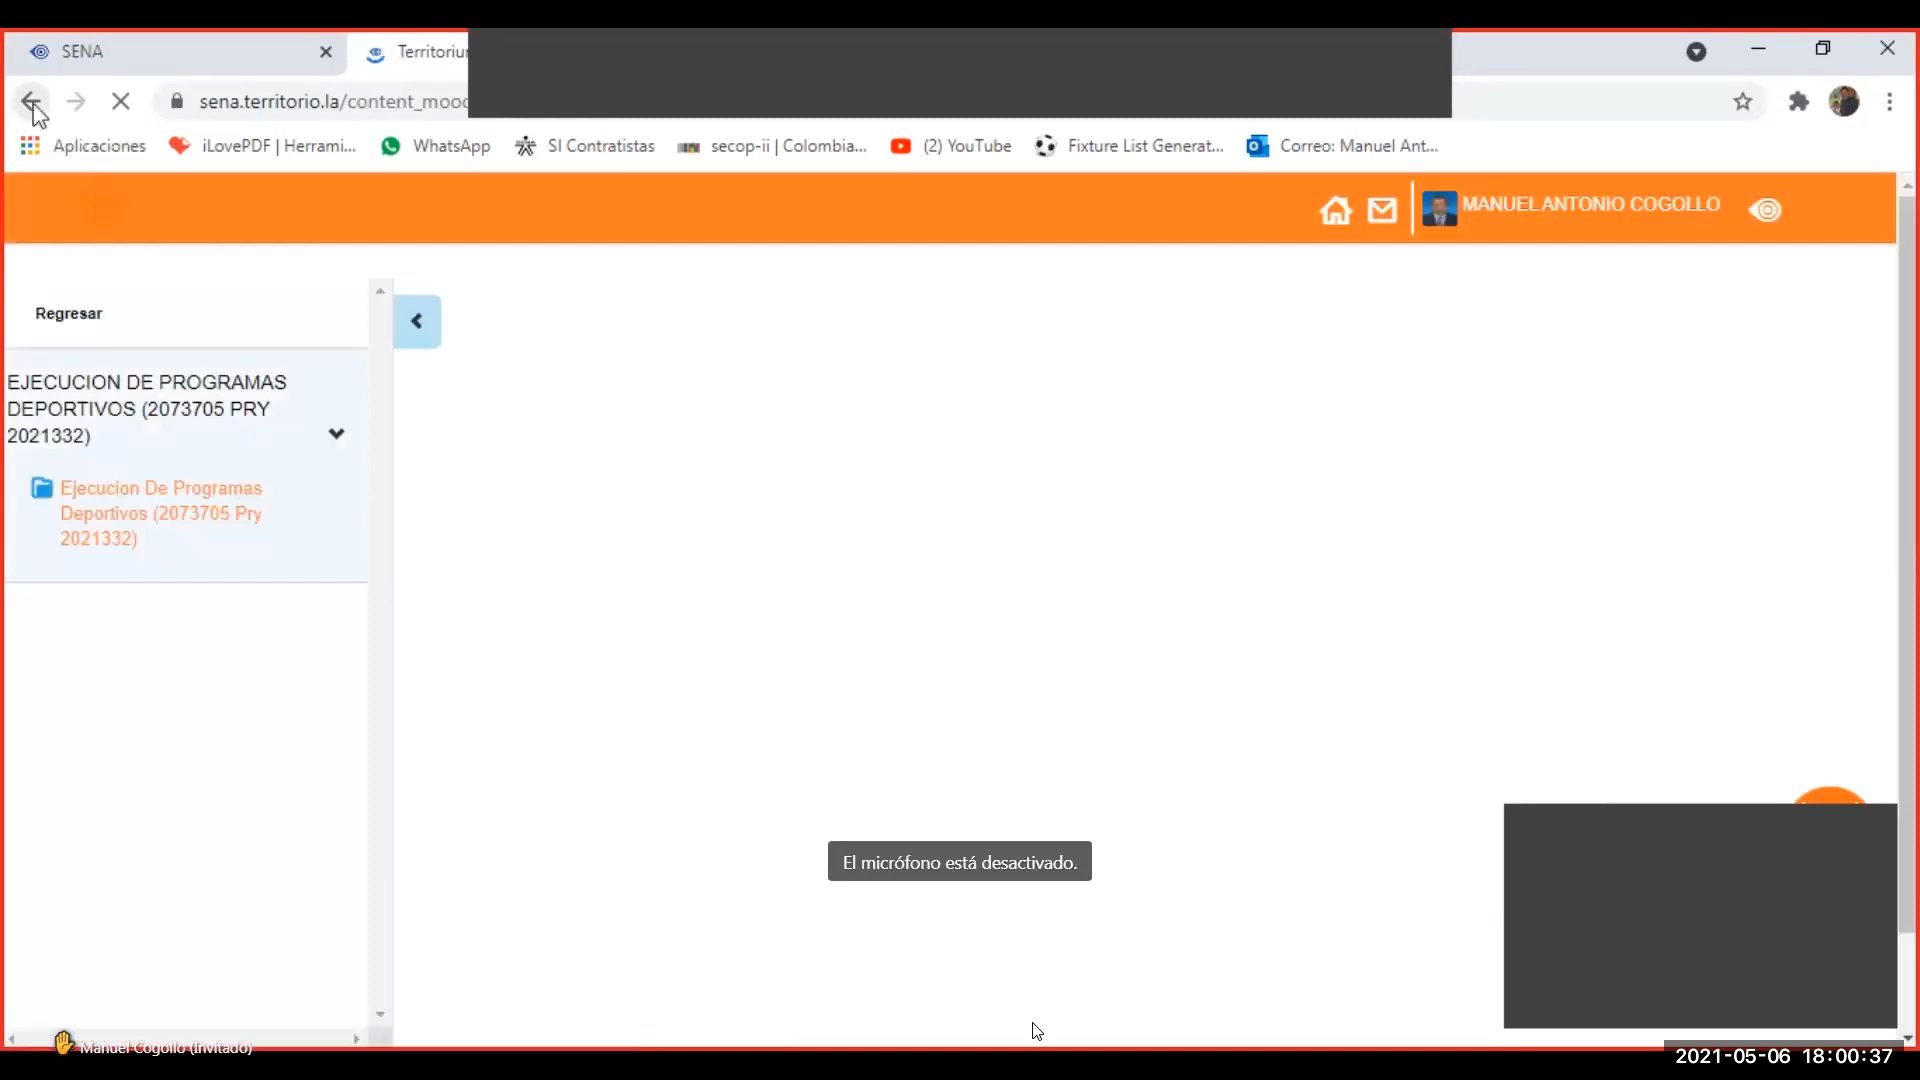 SENA
Territoriu
sena.territorio.la/content_mooc
Aplicaciones
iLovePDF | Herrami...
WhatsApp
SI Contratistas
secop-ii | Colombia...
(2) YouTube
Fixture List Generat...
Correo: Manuel Ant...
MANUEL ANTONIO COGOLLO
Regresar
EJECUCION DE PROGRAMAS
DEPORTIVOS (2073705 PRY
2021332)
Ejecucion De Programas
Deportivos (2073705 Pry
2021332)
El micrófono está desactivado.
Manuel Cogollo (Invitado)
2021-05-06 18:00:37